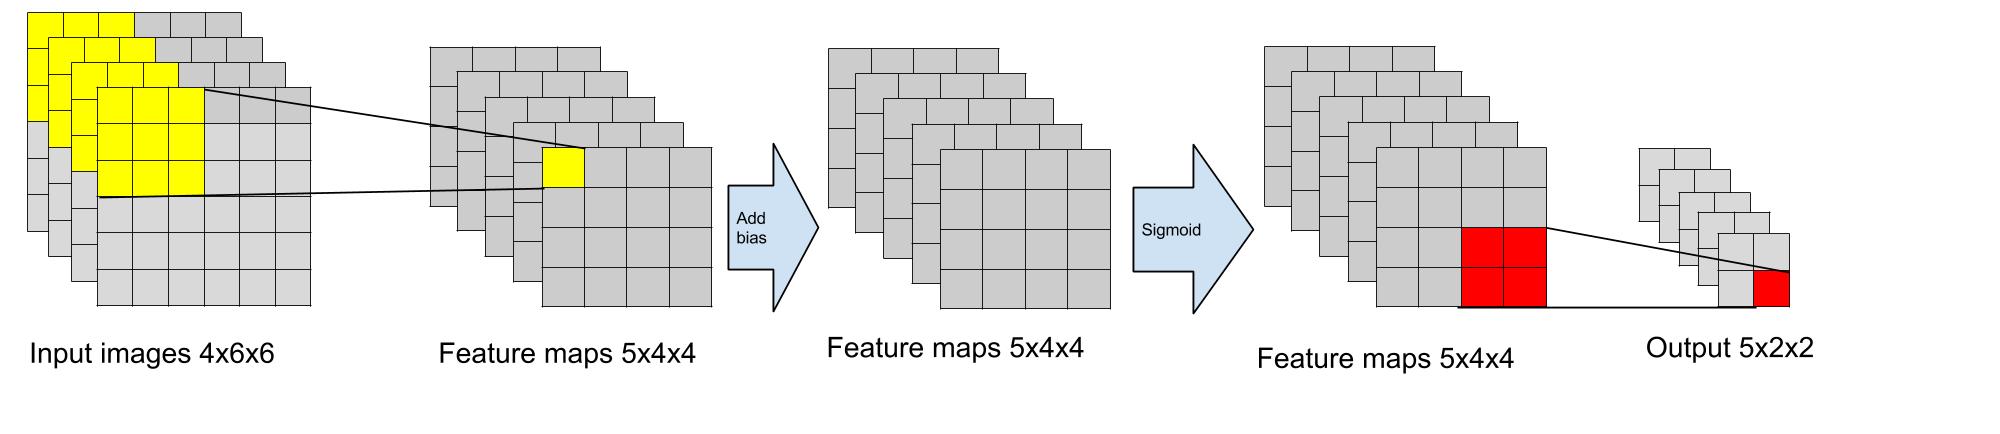 Add
bias
Sigmoid
Input images 4x6x6
Feature maps 5x4x4
Feature maps 5x4x4
Feature maps 5x4x4
Output 5x2x2